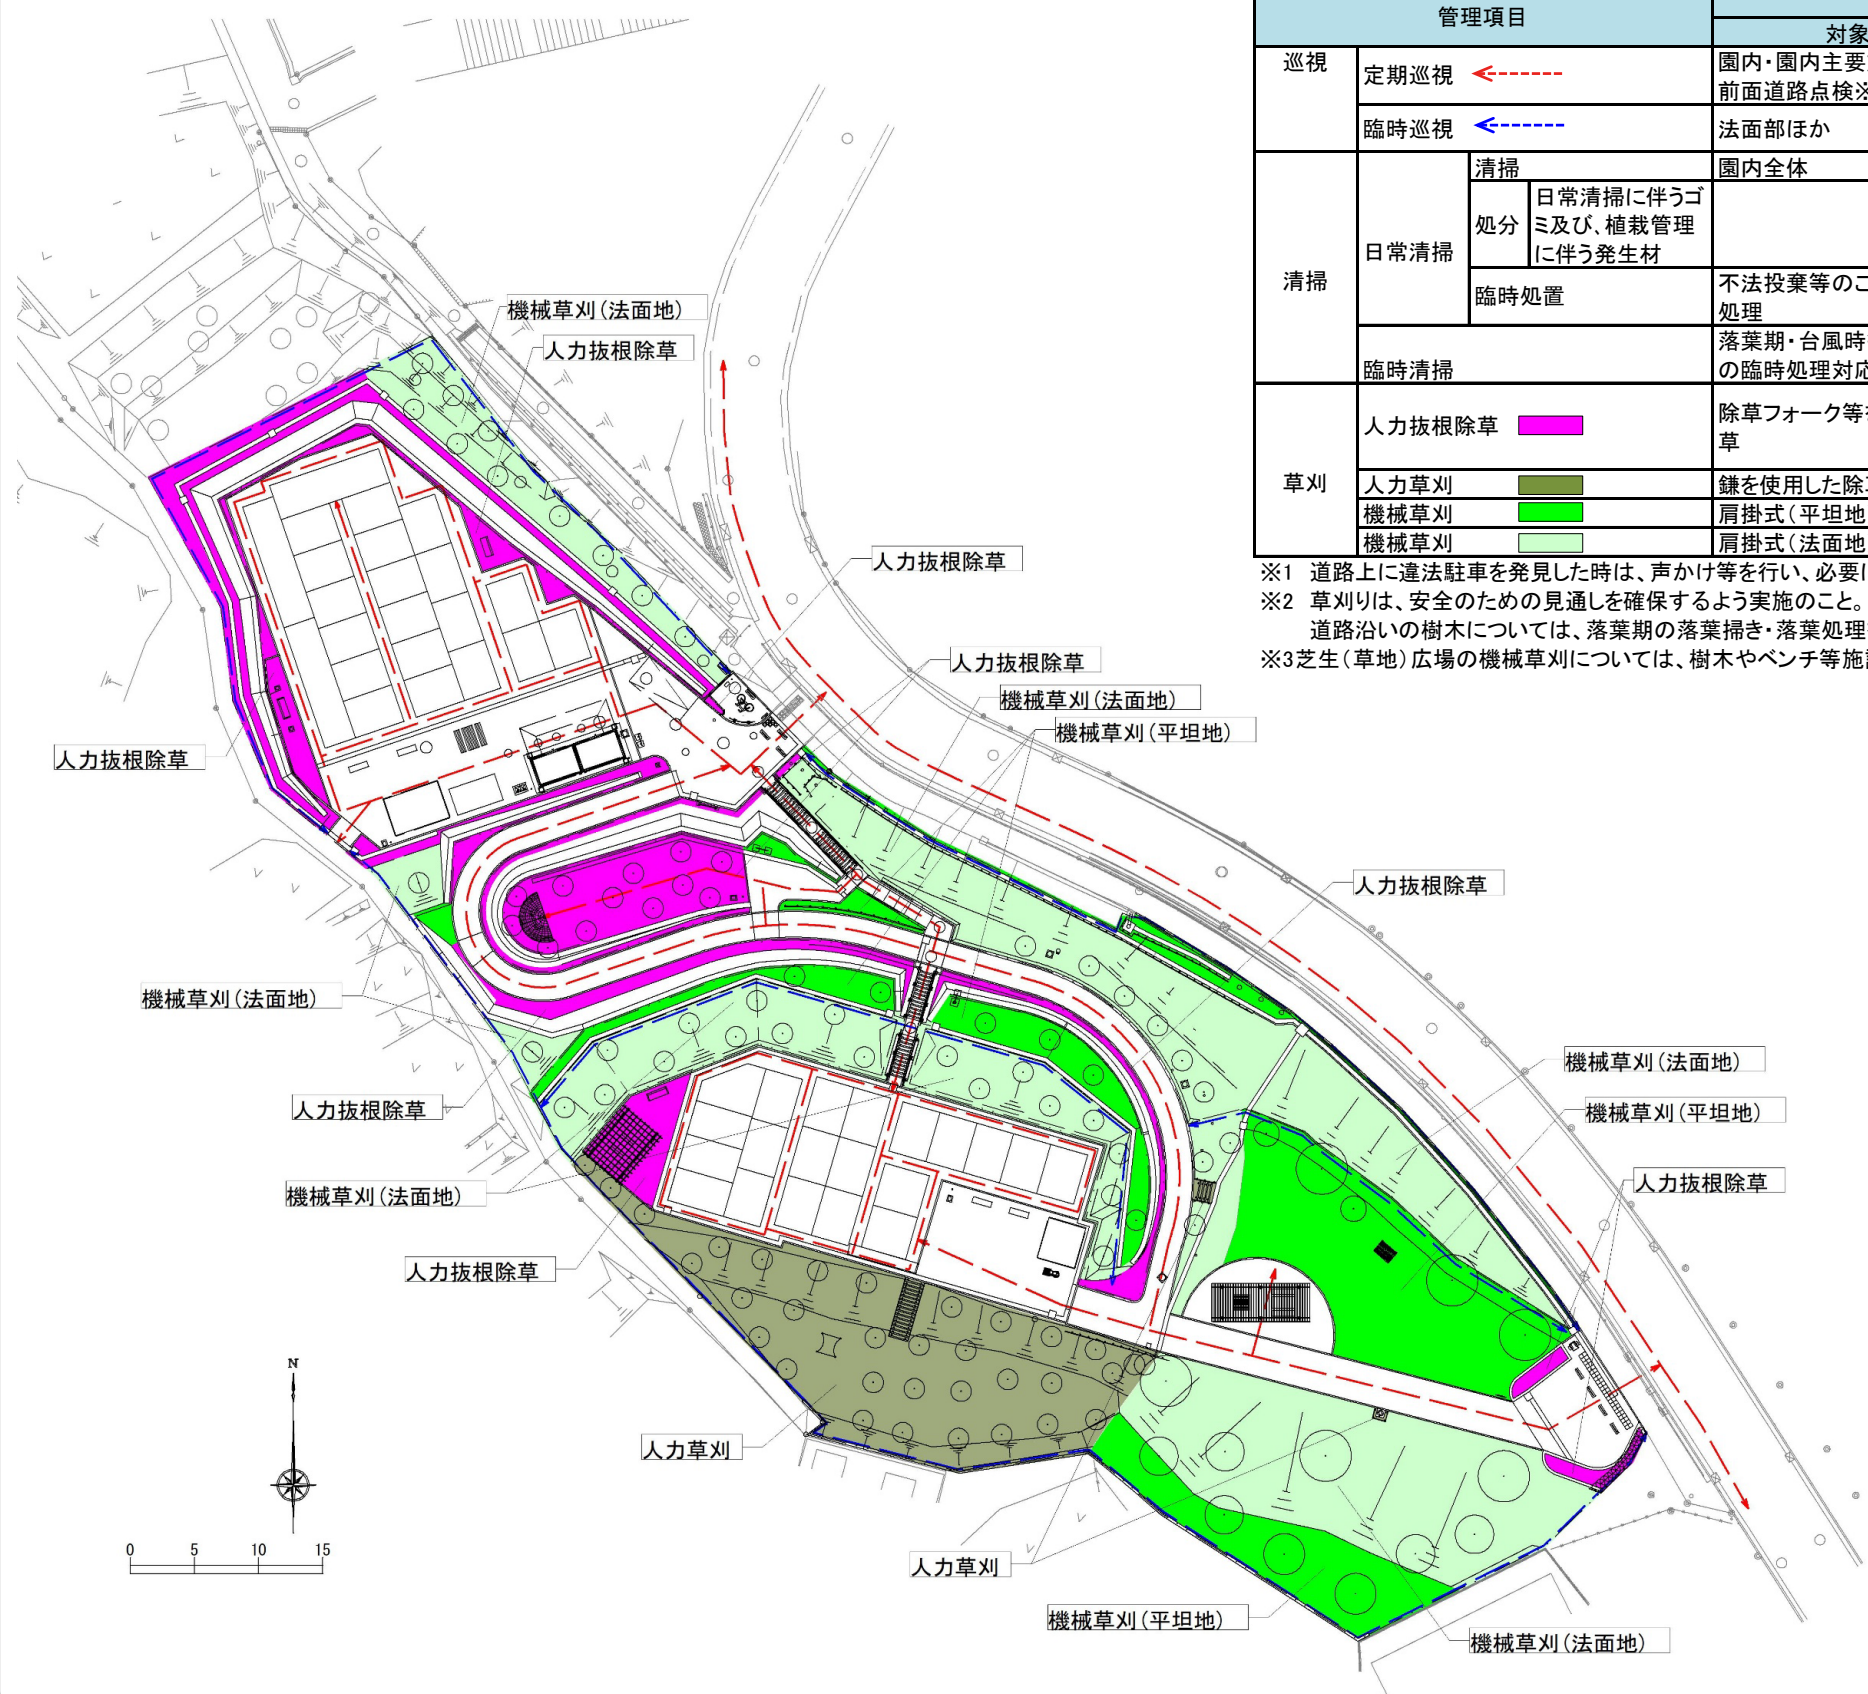 管理項目
対象
巡視
定期巡視
園内・園内主要
前面道路点検※
臨時巡視
法面部ほか
清掃
日常清掃
清掃
園内全体
処分
日常清掃に伴うゴ
ミ及び、植栽管理
に伴う発生材
臨時処置
不法投棄等のご
処理
臨時清掃
落葉期・台風時
の臨時処理対応
草刈
人力抜根除草
除草フォーク等
草
人力草刈
鎌を使用した除
機械草刈
肩掛式(平坦地
機械草刈
肩掛式(法面地
※1 道路上に違法駐車を発見した時は、声かけ等を行い、必要
※2 草刈りは、安全のための見通しを確保するよう実施のこと。
道路沿いの樹木については、落葉期の落葉掃き・落葉処理
※3芝生(草地)広場の機械草刈については、樹木やベンチ等施
機械草刈(法面地)
人力抜根除草
人力抜根除草
人力抜根除草
機械草刈(法面地)
機械草刈(平坦地)
人力抜根除草
人力抜根除草
機械草刈(法面地)
機械草刈(法面地)
機械草刈(平坦地)
人力抜根除草
人力抜根除草
機械草刈(法面地)
人力抜根除草
人力草刈
人力草刈
機械草刈(平坦地)
機械草刈(法面地)
N
0 5 10 15